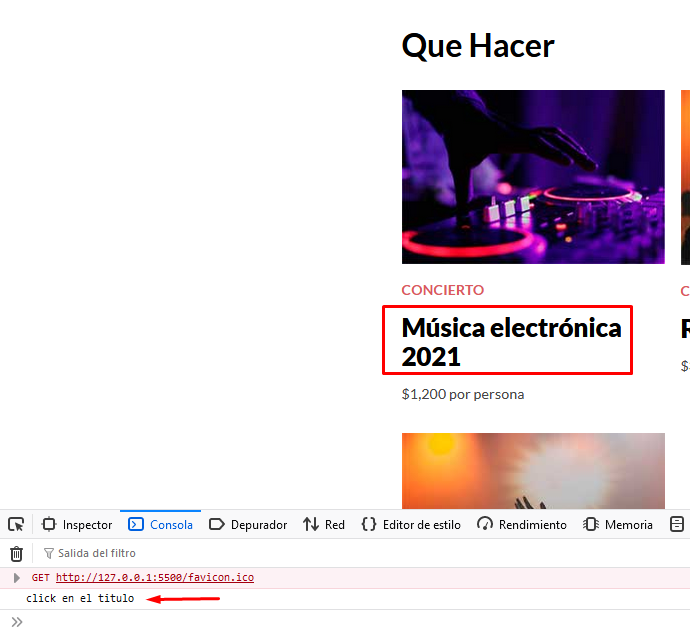 Que Hacer
CONCIERTO
C
Música electrónica
2021
R
$1,200 por persona
$
Inspector
Consola
Depurador
Red
Editor de estilo
Rendimiento
Memoria
Salida del filtro
GET http://127.0.0.1:5500/favicon.ico
click en el titulo